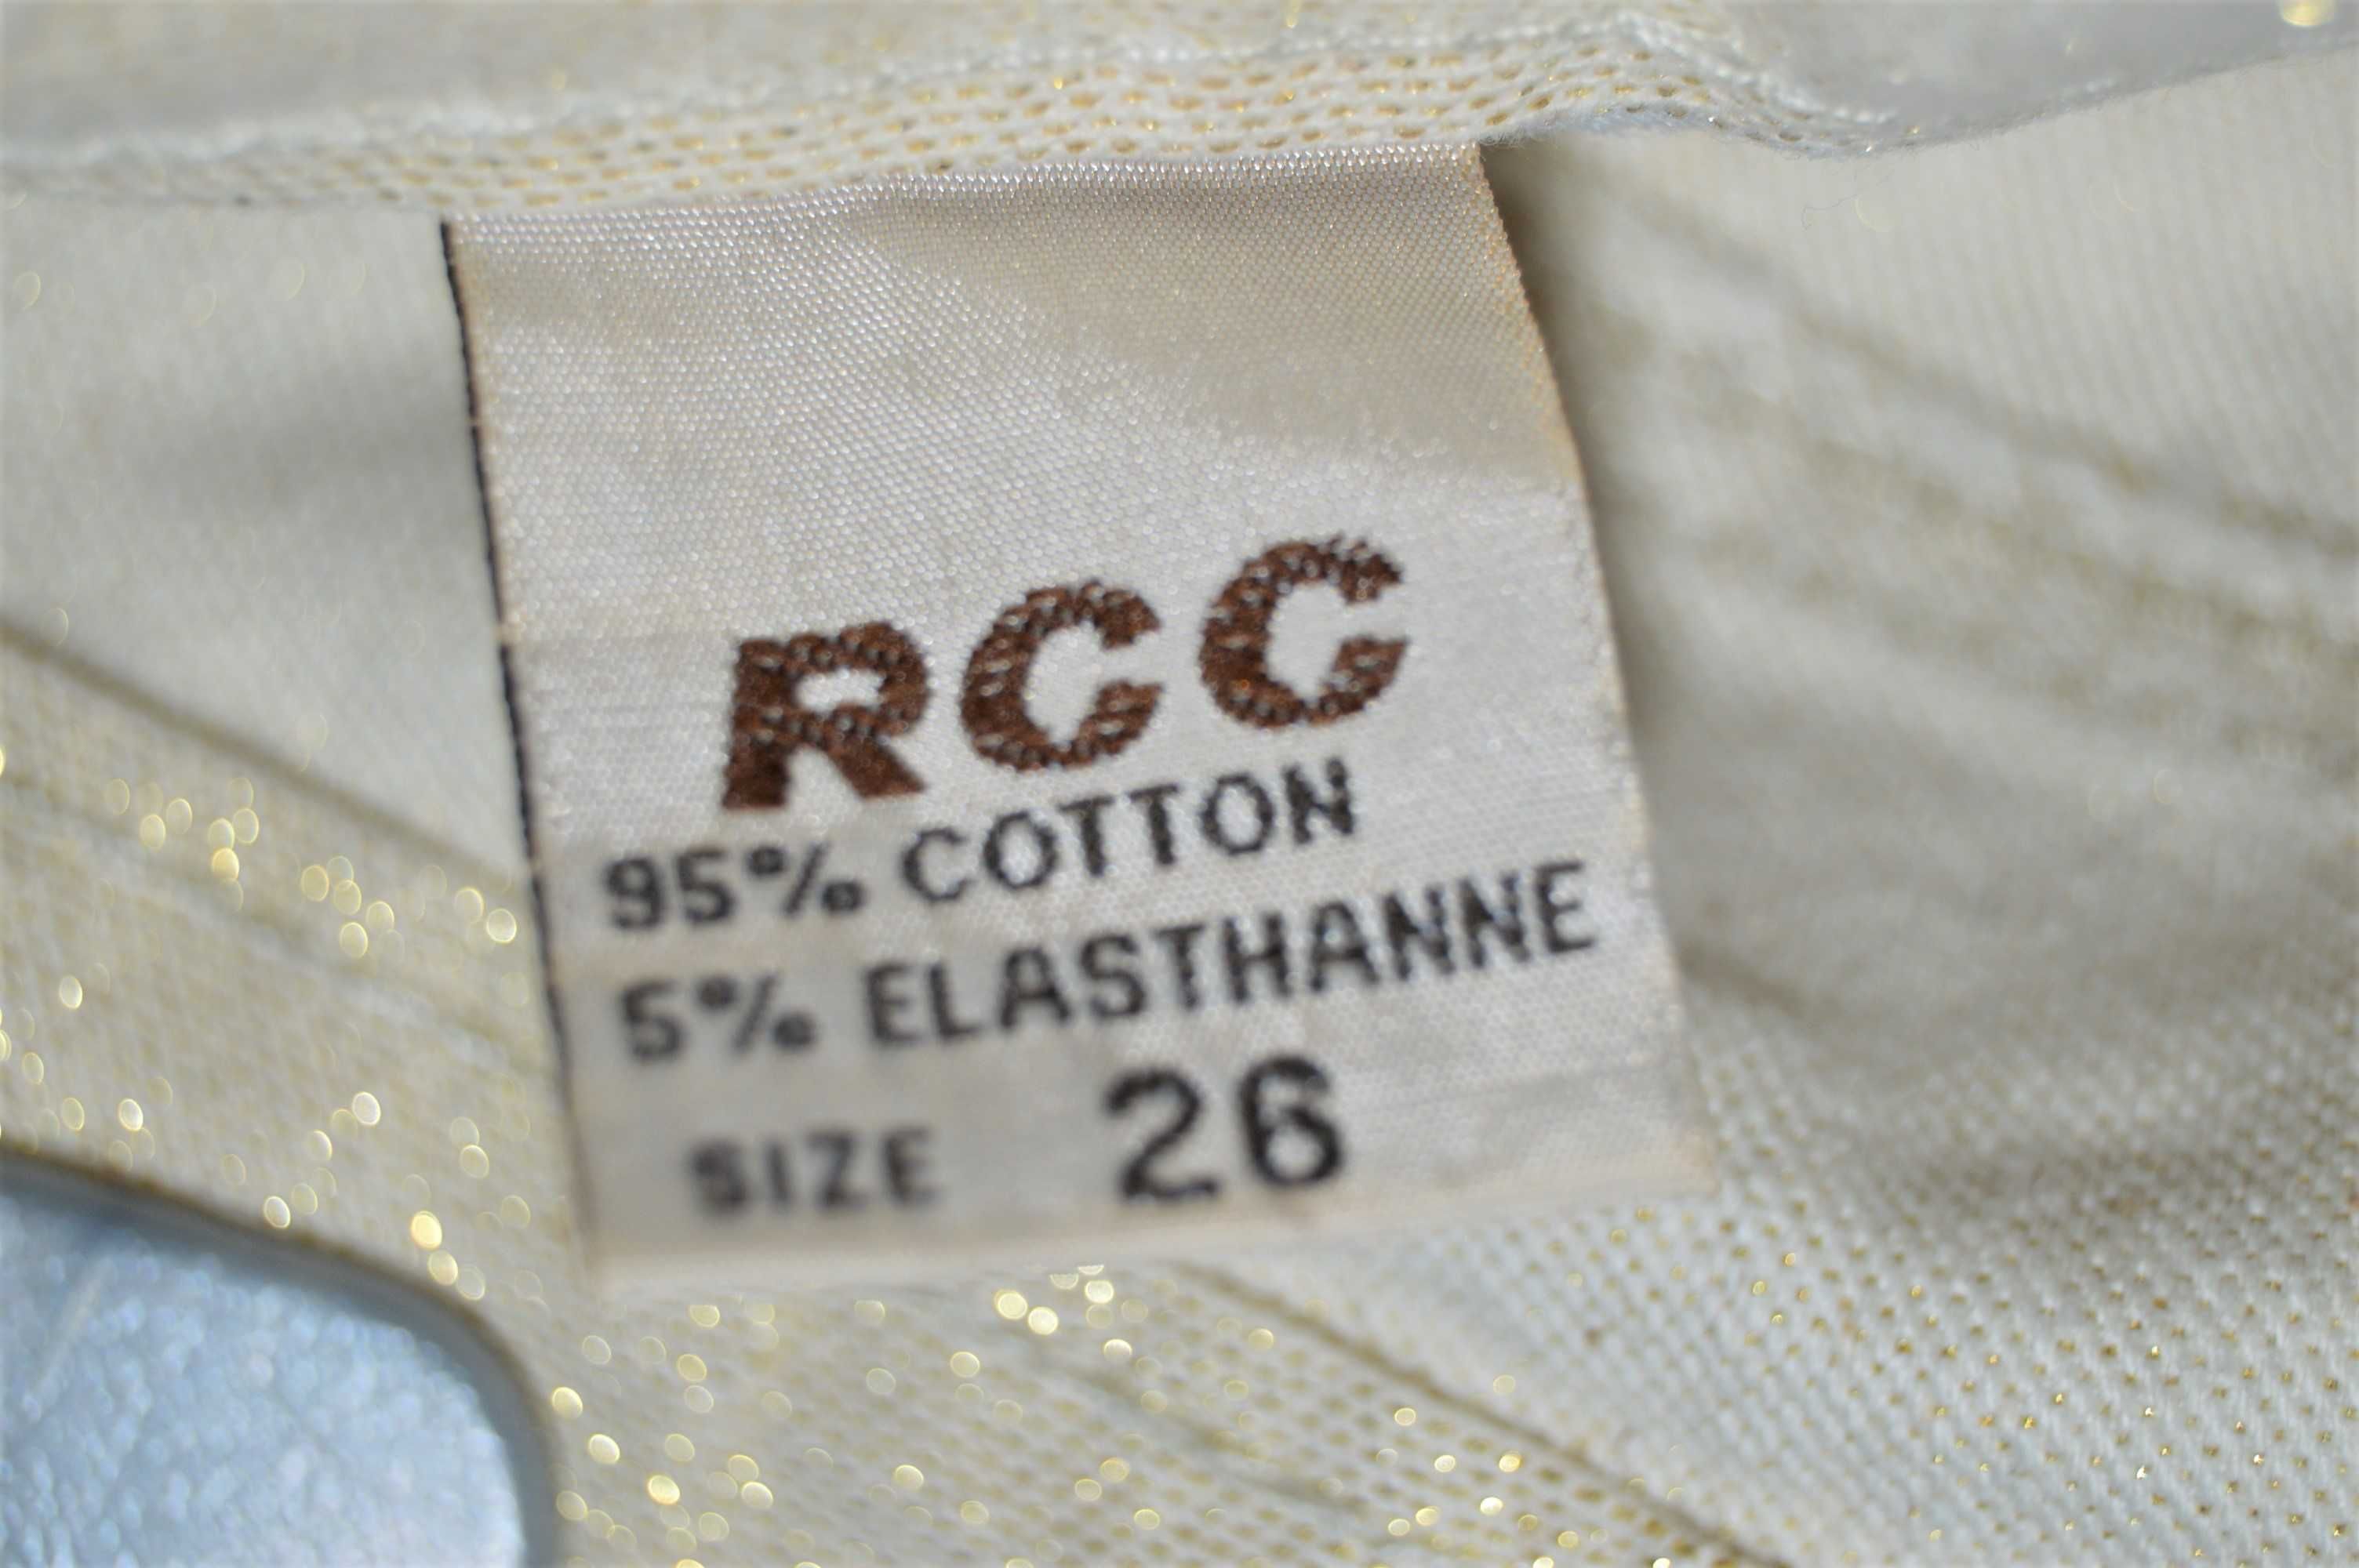 RCC
95% COTTON
5% ELASTHANNE
SIZE 26